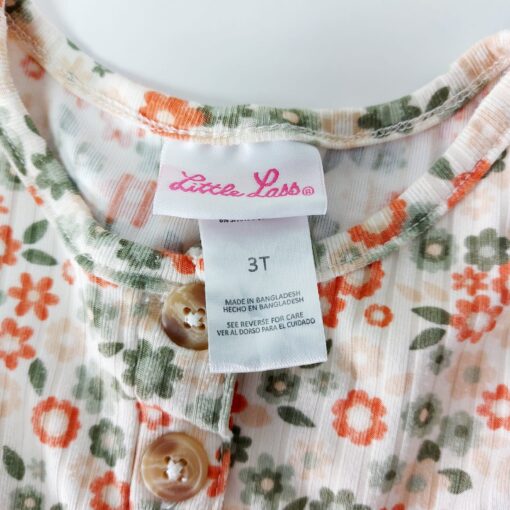 Little Lass®
3T
MADE IN BANGLADESH
HECHO EN BANGLADESH
SEE REVERSE FOR CARE
VER AL DORSO PARA EL CUIDADO